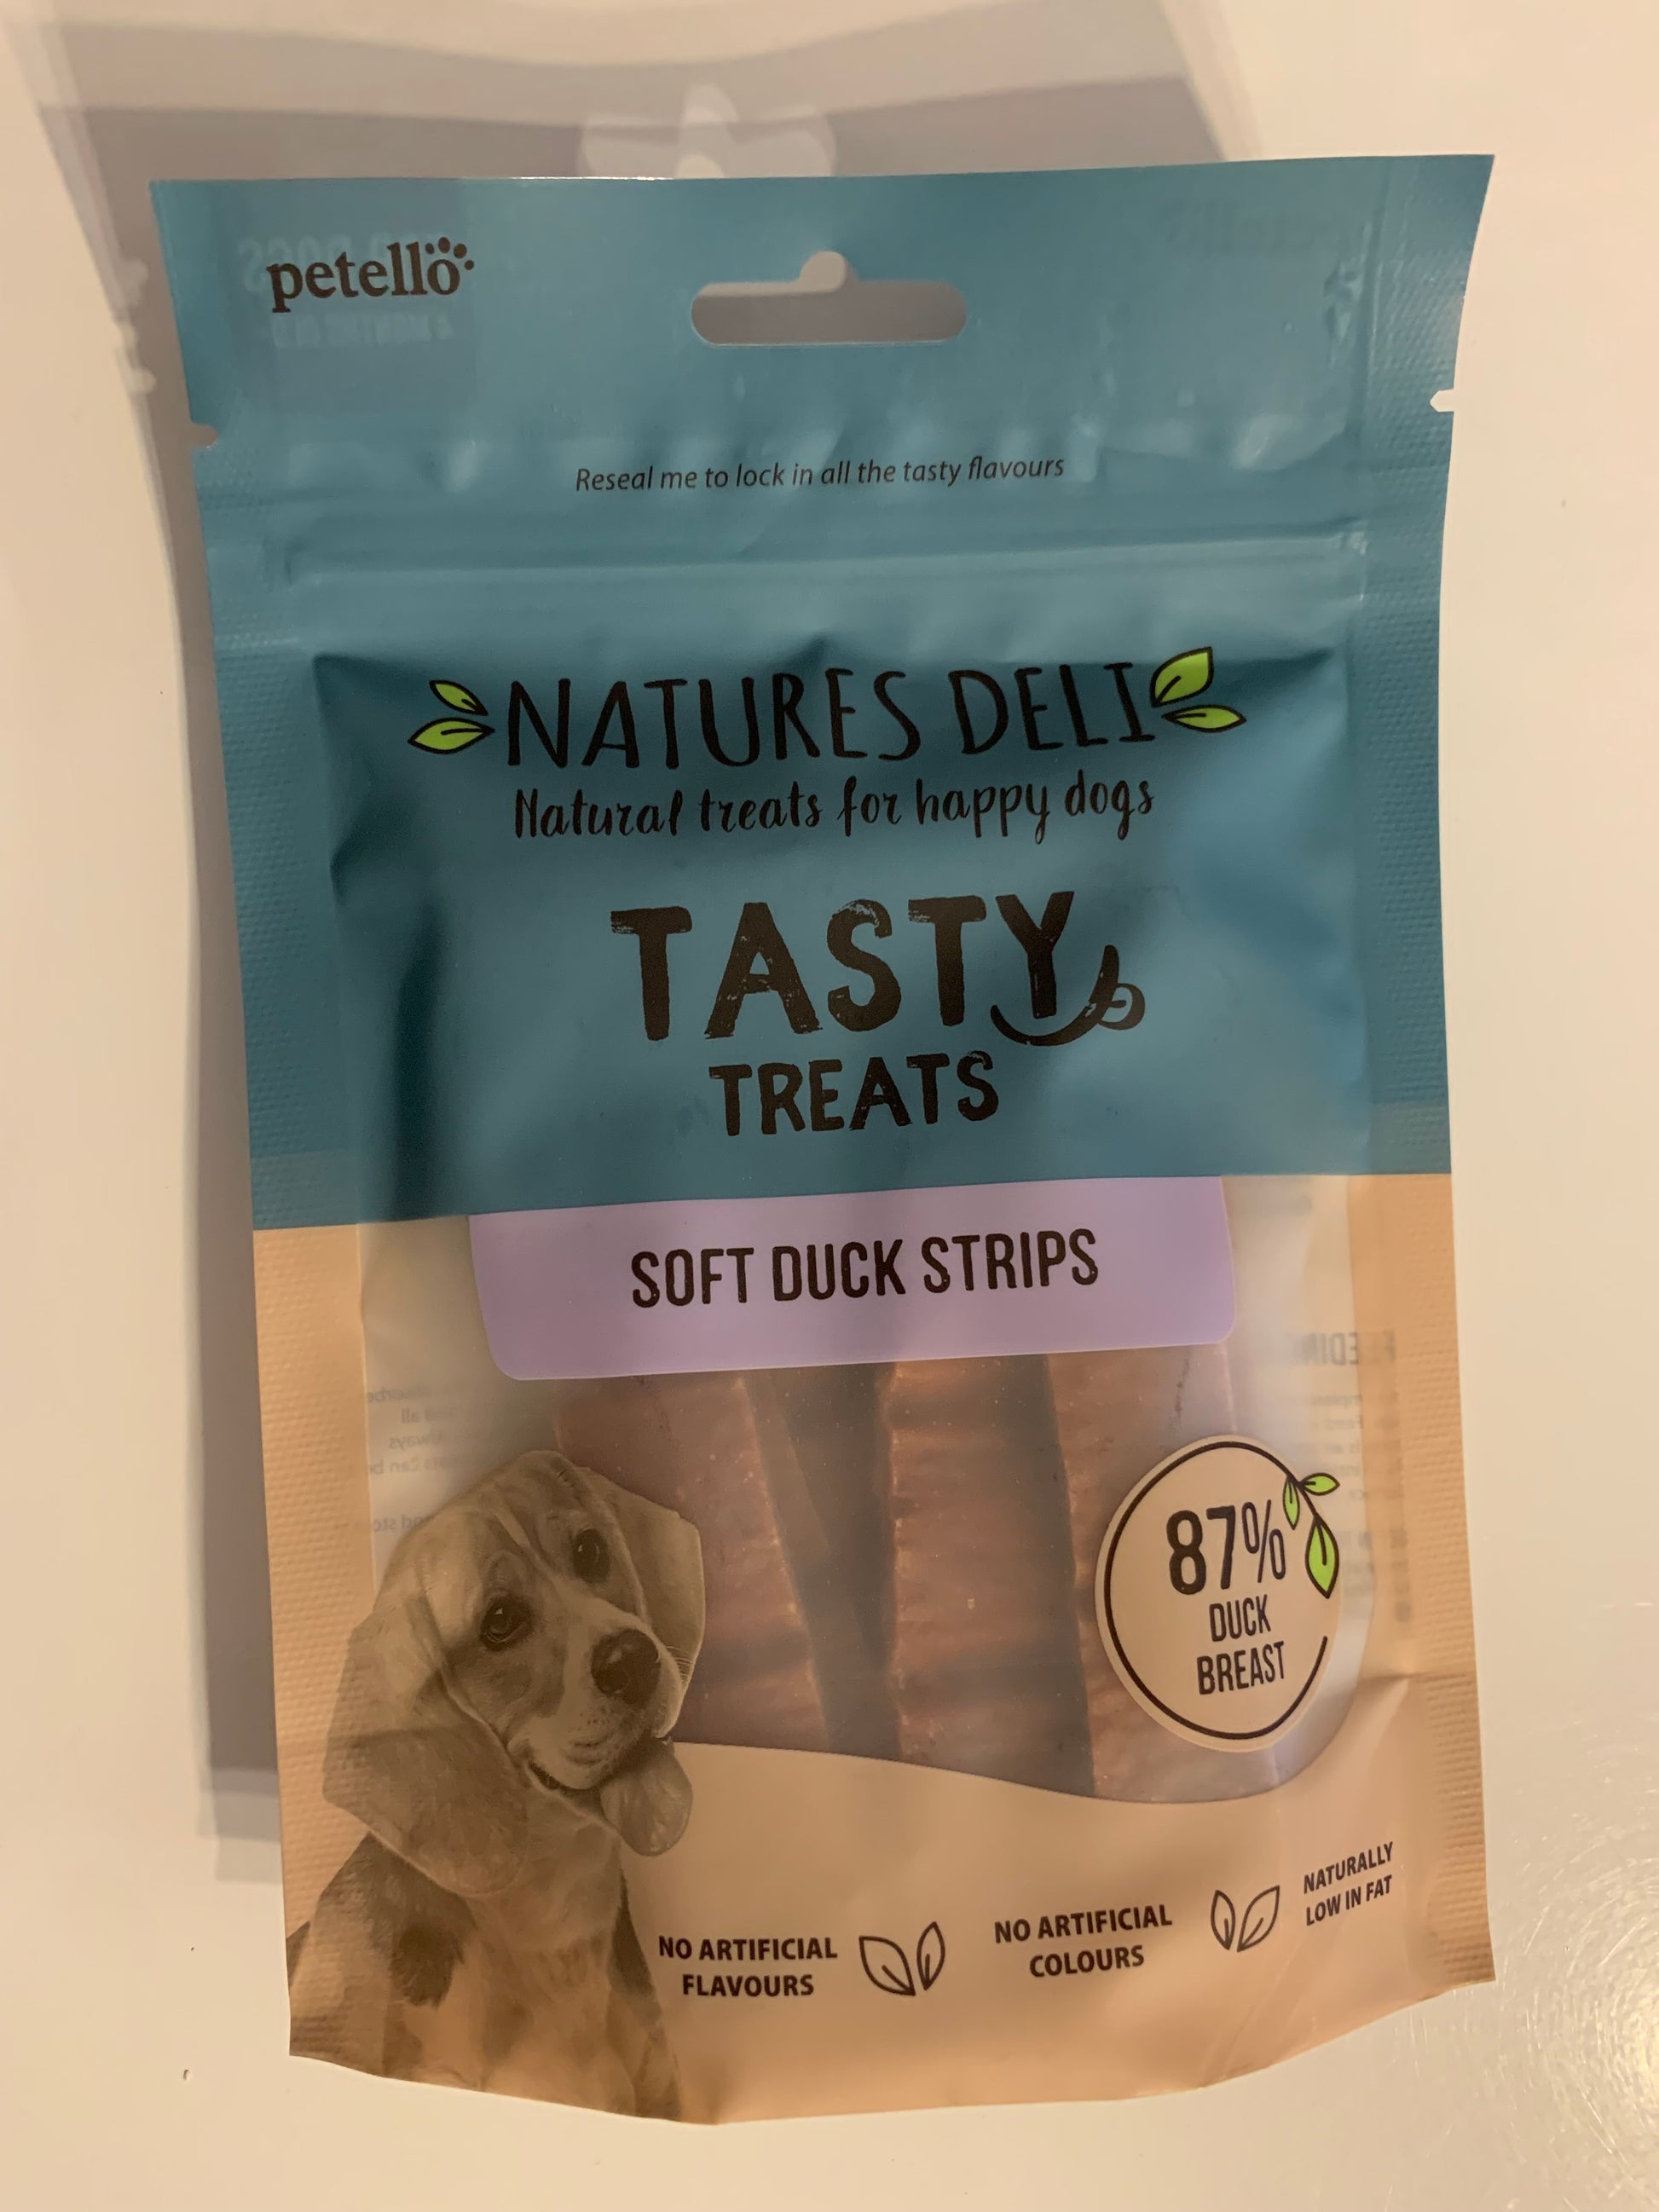 petello
Reseal me to lock in all the tasty flavours
NATURES DELI
Natural treats for happy dogs
TASTY
TREATS
SOFT DUCK STRIPS
87%
DUCK
BREAST
NO ARTIFICIAL
FLAVOURS
NO ARTIFICIAL
COLOURS
NATURALLY
LOW IN FAT